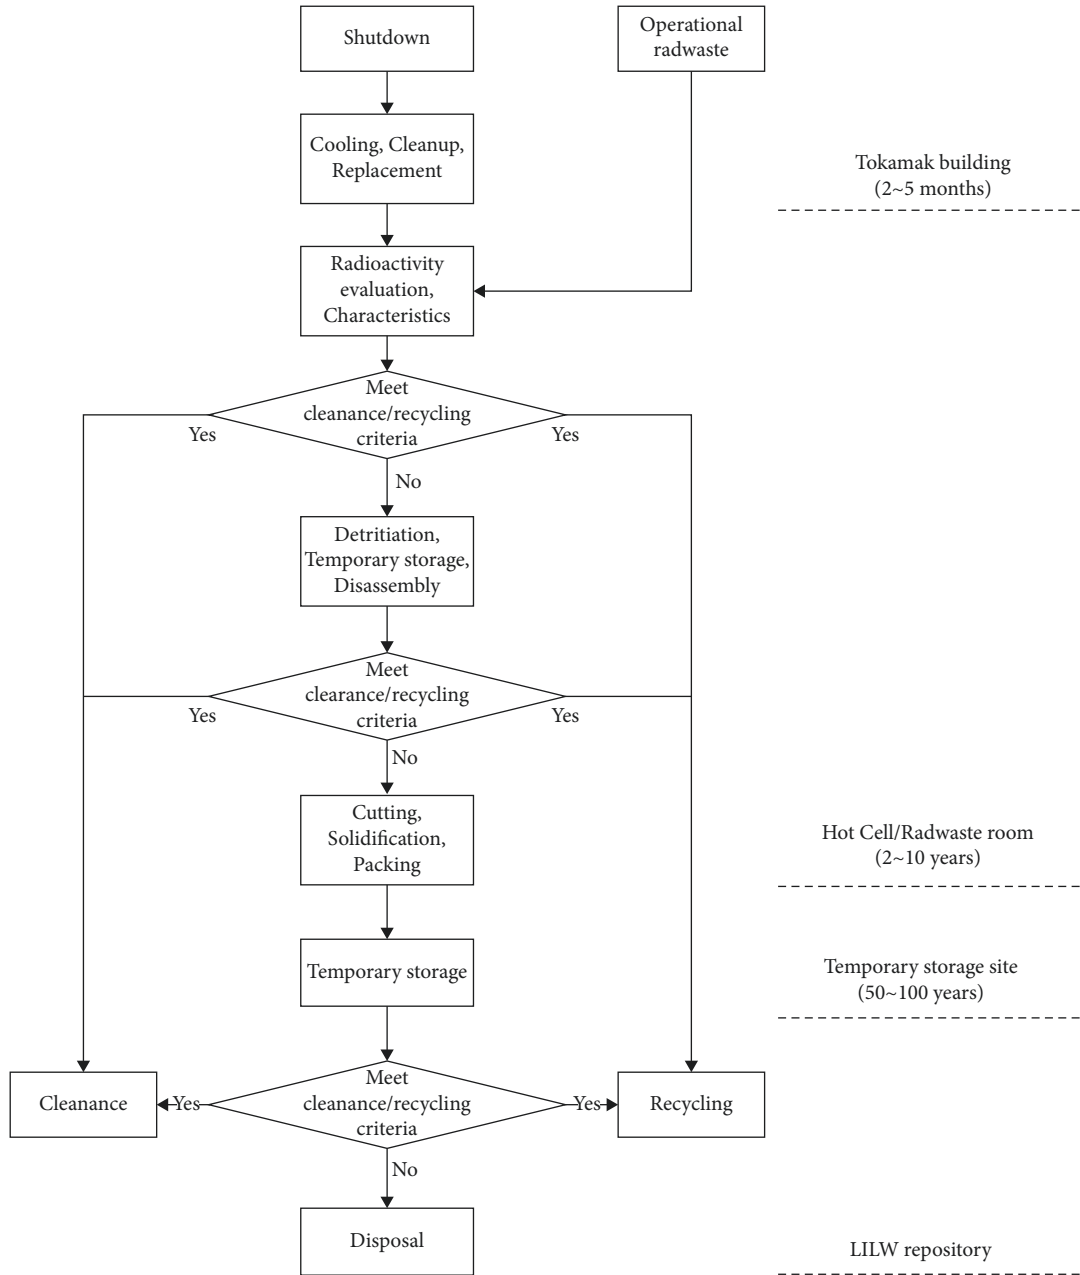 Shutdown
Operational
radwaste
Cooling, Cleanup,
Replacement
Tokamak building
(2~5 months)
Radioactivity
evaluation,
Characteristics
Meet
cleanance/recycling
criteria
Yes
Yes
No
Detritiation,
Temporary storage,
Disassembly
Meet
clearance/recycling
criteria
Yes
Yes
No
Cutting,
Solidification,
Packing
Hot Cell/Radwaste room
(2~10 years)
Temporary storage
Temporary storage site
(50~100 years)
Cleanance
Yes
Meet
cleanance/recycling
criteria
Yes
Recycling
No
Disposal
LILW repository